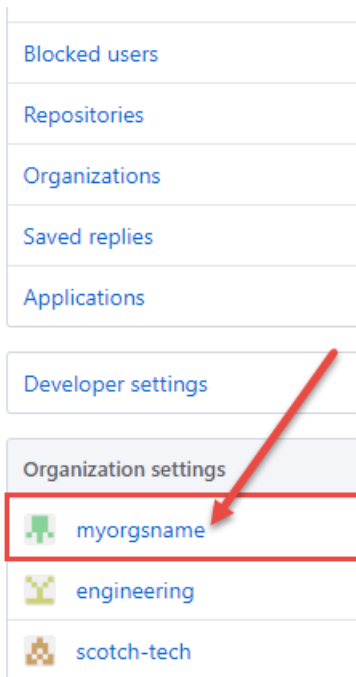 Blocked users
Repositories
Organizations
Saved replies
Applications
Developer settings
Organization settings
myorgsname
engineering
scotch-tech